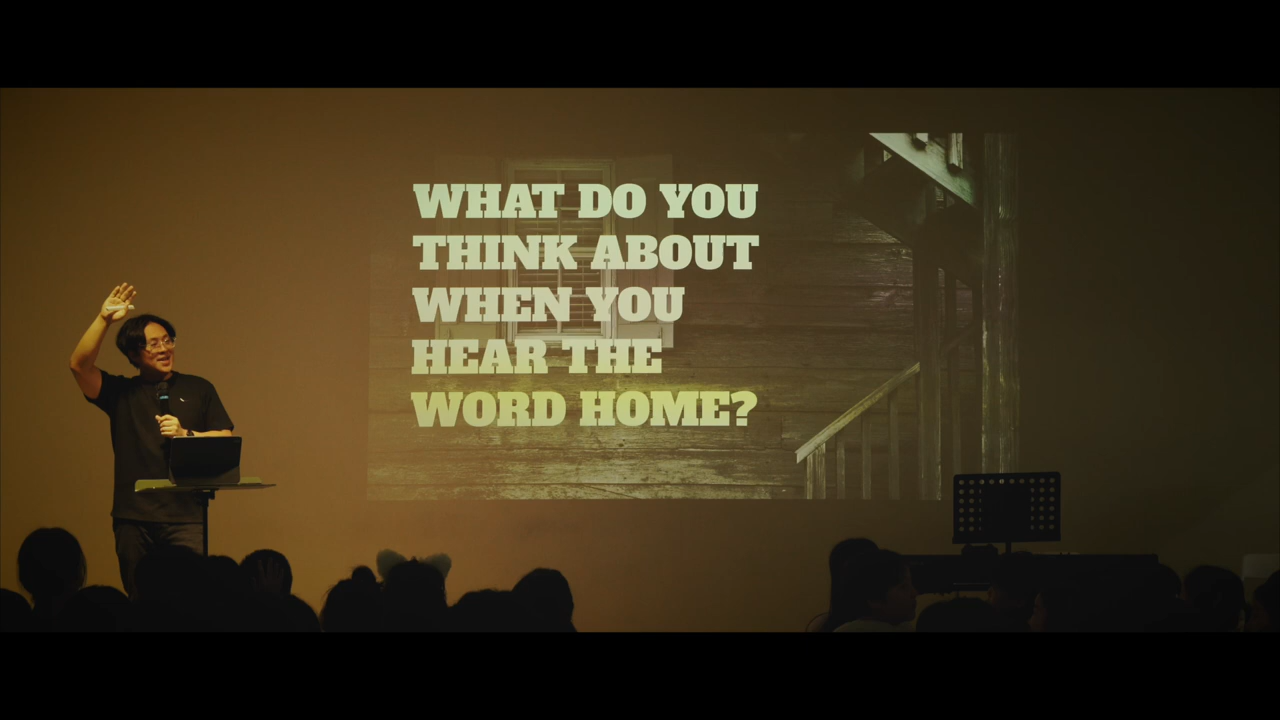 WHAT DO YOU
THINK ABOUT
WHEN YOU
HEAR THE
WORD HOME?